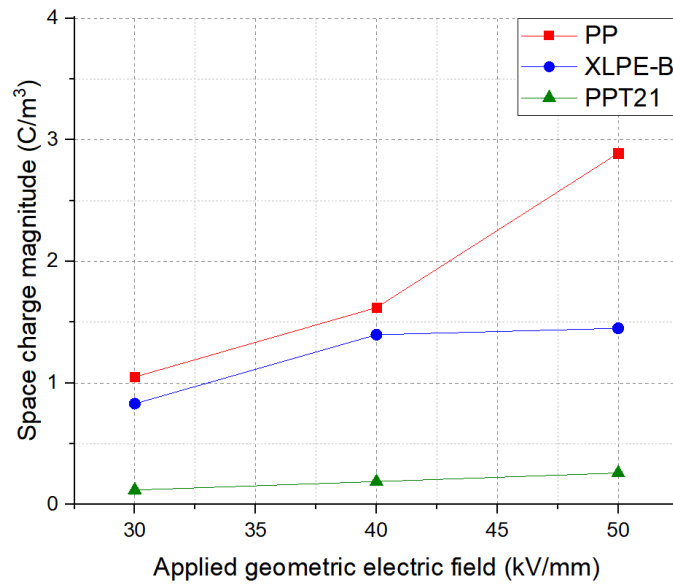 4
3
2
1
0
Space charge magnitude (C/m³)
PP
XLPE-B
PPT21
30 35 40 45 50
Applied geometric electric field (kV/mm)